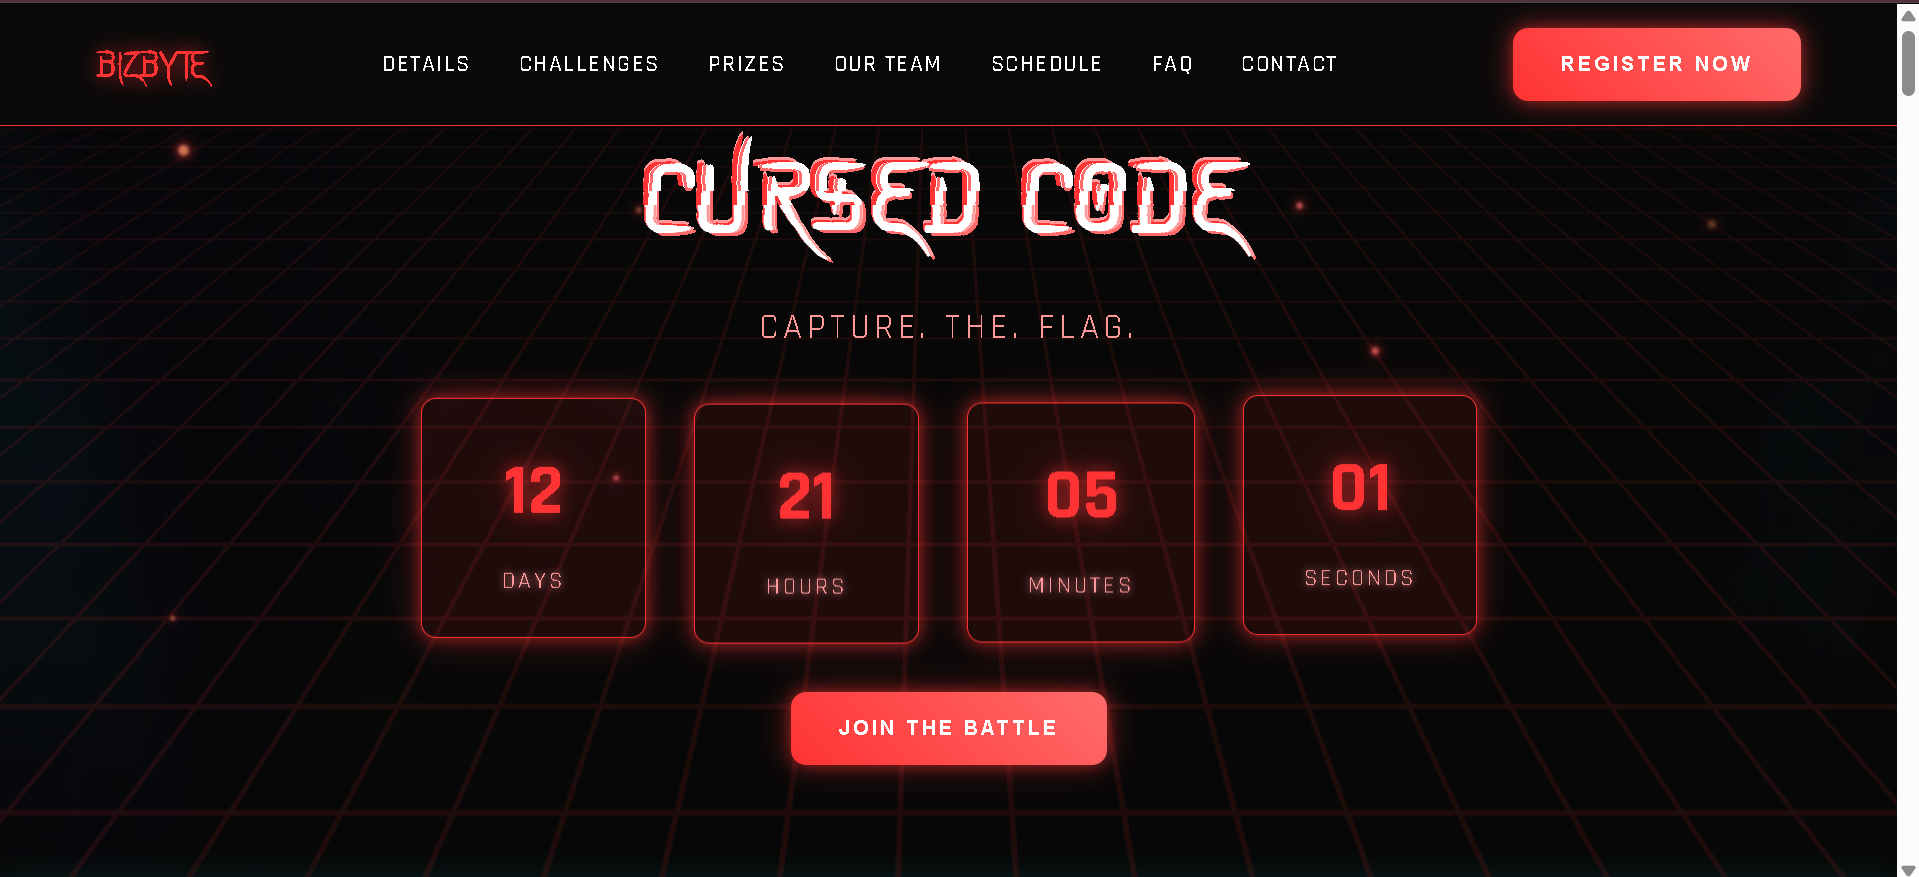 BIZBYTE
DETAILS CHALLENGES PRIZES OUR TEAM SCHEDULE FAQ CONTACT
REGISTER NOW
CURSED CODE
CAPTURE. THE. FLAG.
12 21 05 01
DAYS HOURS MINUTES SECONDS
JOIN THE BATTLE